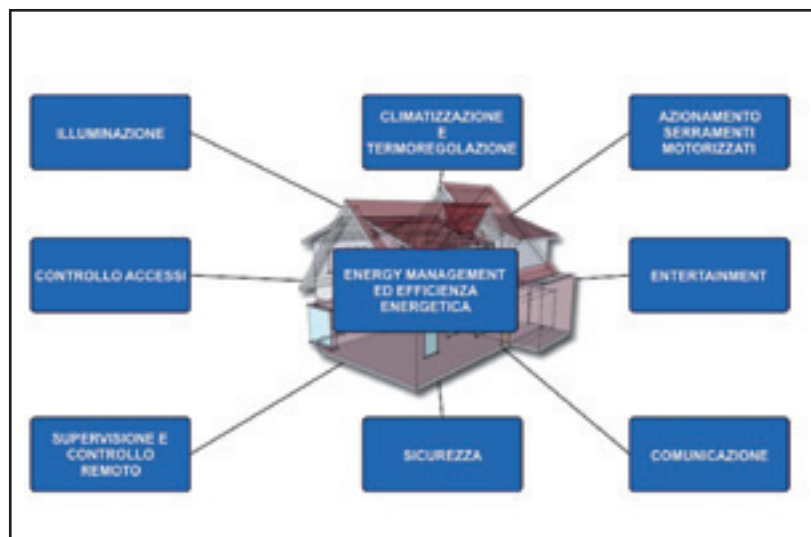 ILLUMINAZIONE
CLIMATIZZAZIONE
E
TERMOREGOLAZIONE
AZIONAMENTO
SERRAMENTI
MOTORIZZATI
CONTROLLO ACCESSI
ENERGY MANAGEMENT
ED EFFICIENZA
ENERGETICA
ENTERTAINMENT
SUPERVISIONE E
CONTROLLO
REMOTO
SICUREZZA
COMUNICAZIONE